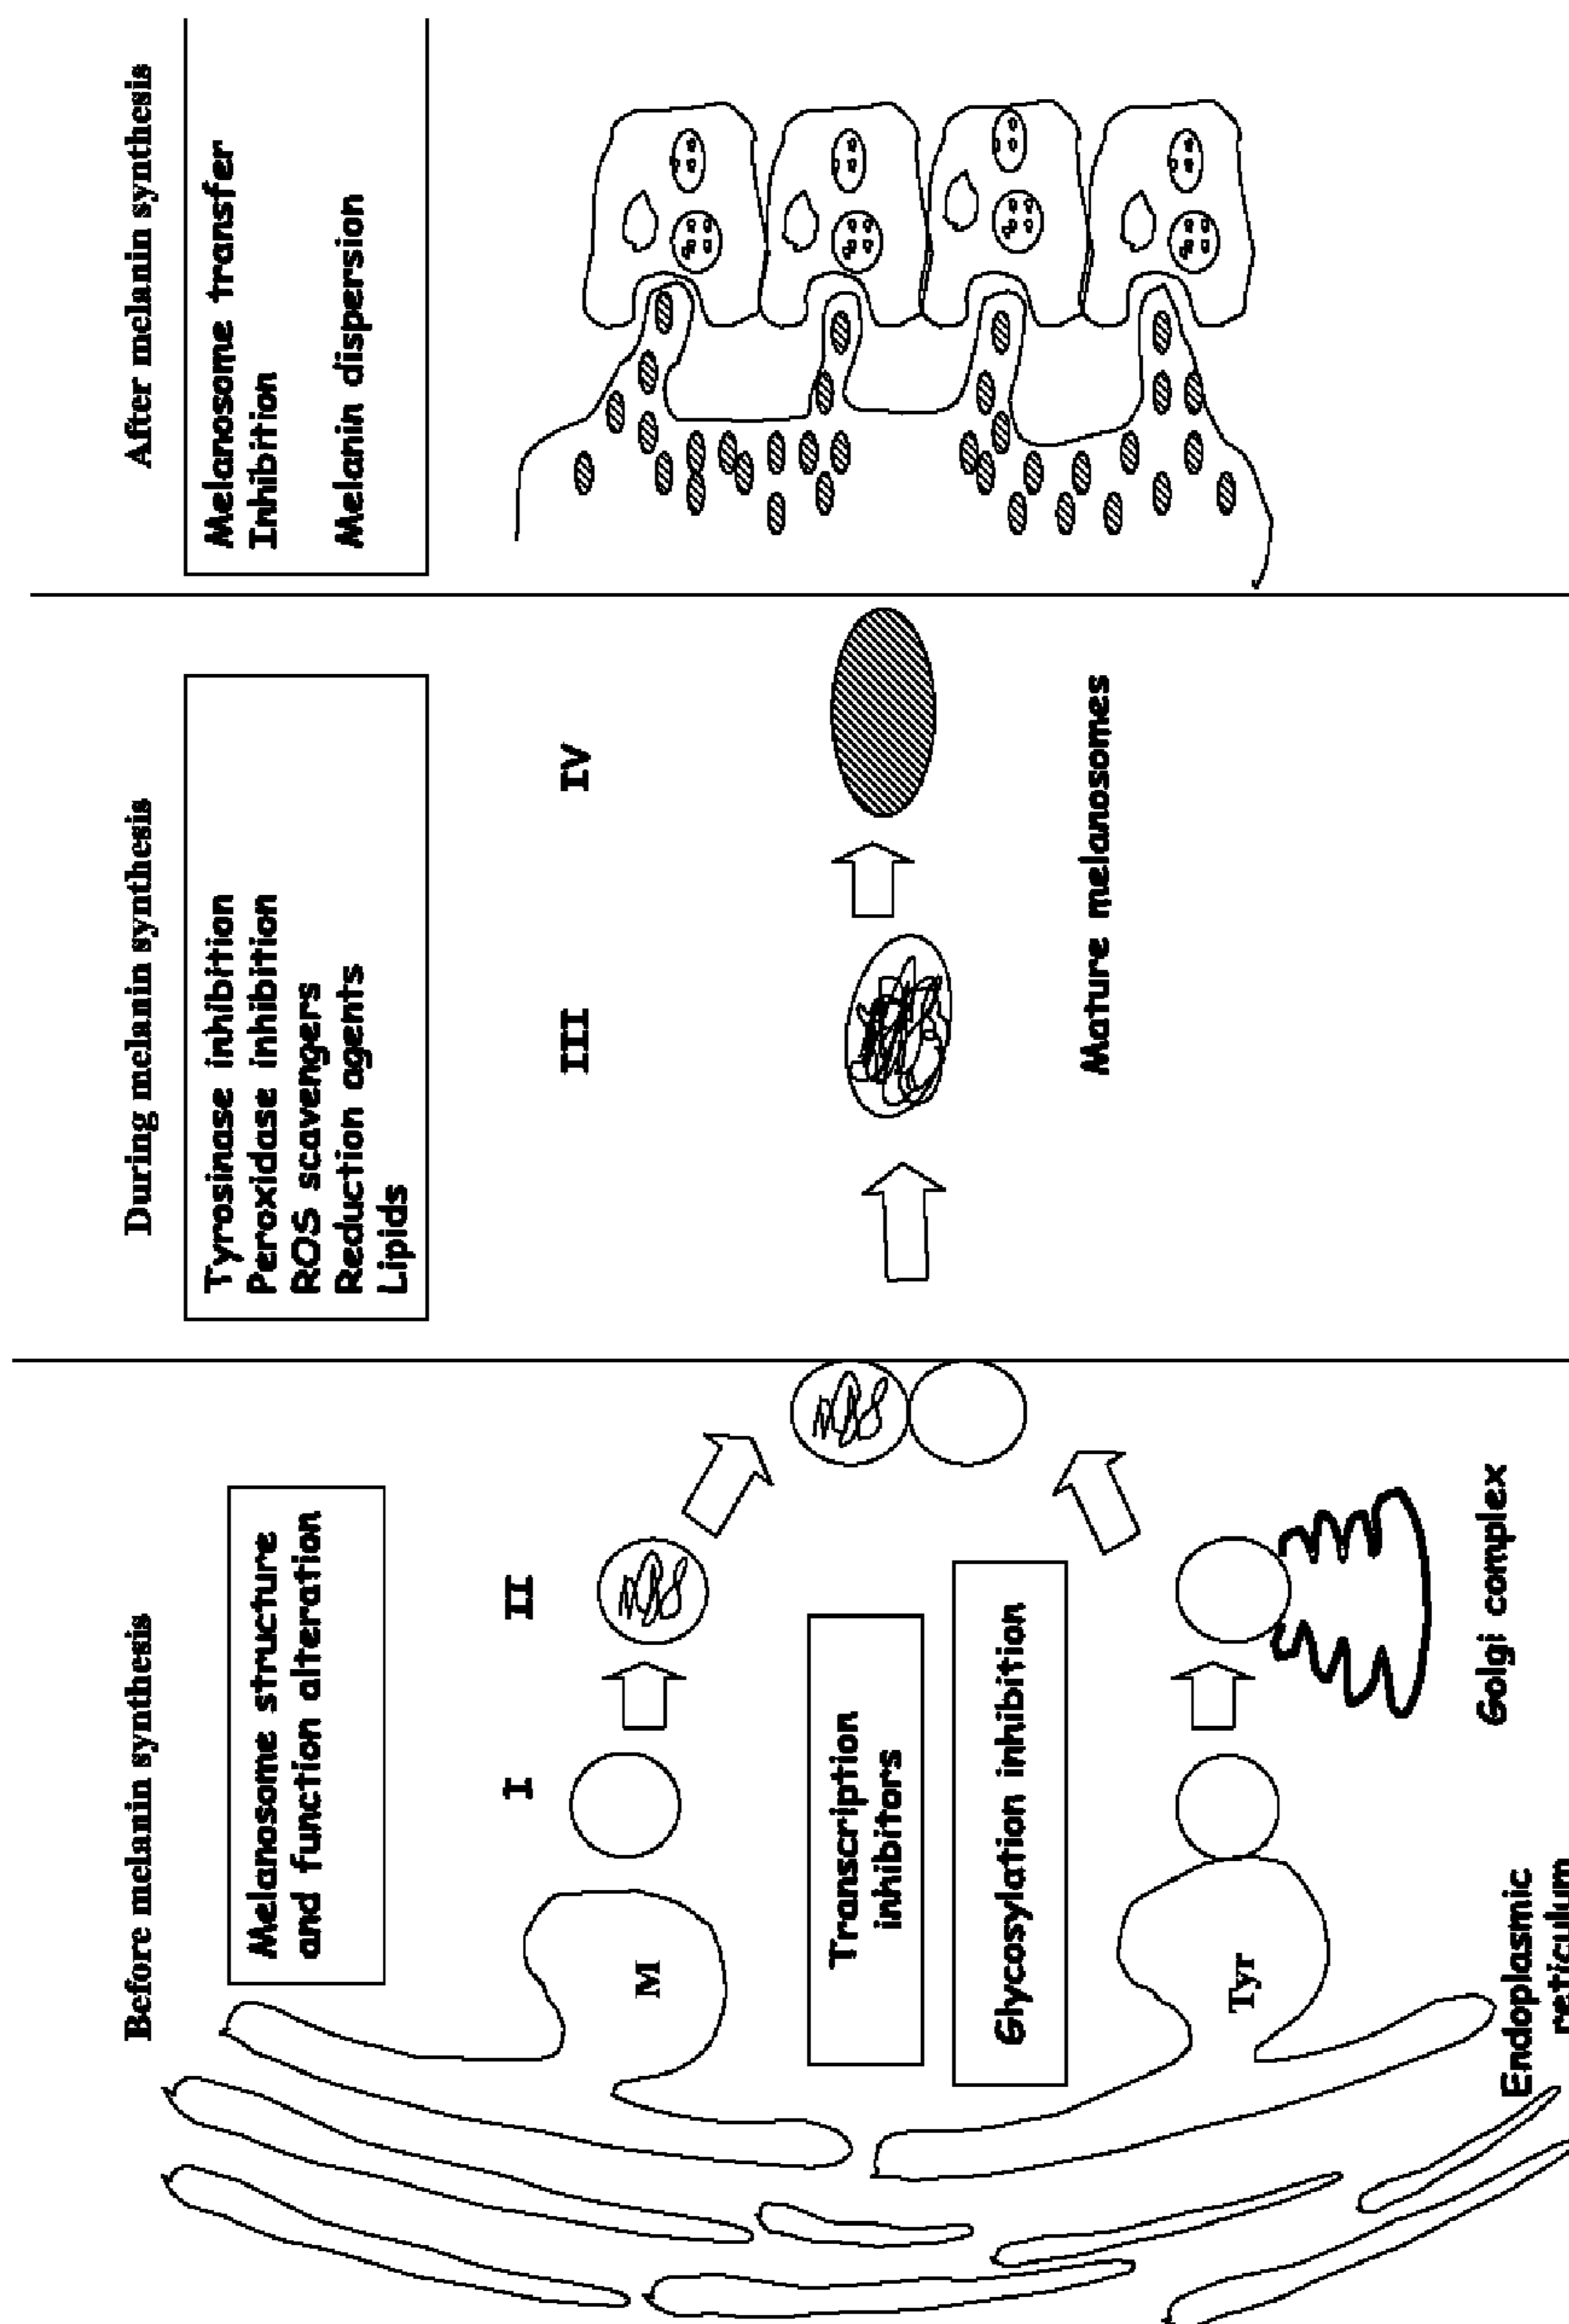 Before melanin synthesis
Melanosome structure
and function alteration
I
II
M
Transcription
inhibitors
Glycosylation inhibition
Tyr
Golgi complex
Endoplasmic
reticulum
During melanin synthesis
Tyrosinase inhibition
Peroxidase inhibition
ROS scavengers
Reduction agents
Lipids
III
IV
Mature melanosomes
After melanin synthesis
Melanosome transfer
Inhibition
Melanin dispersion